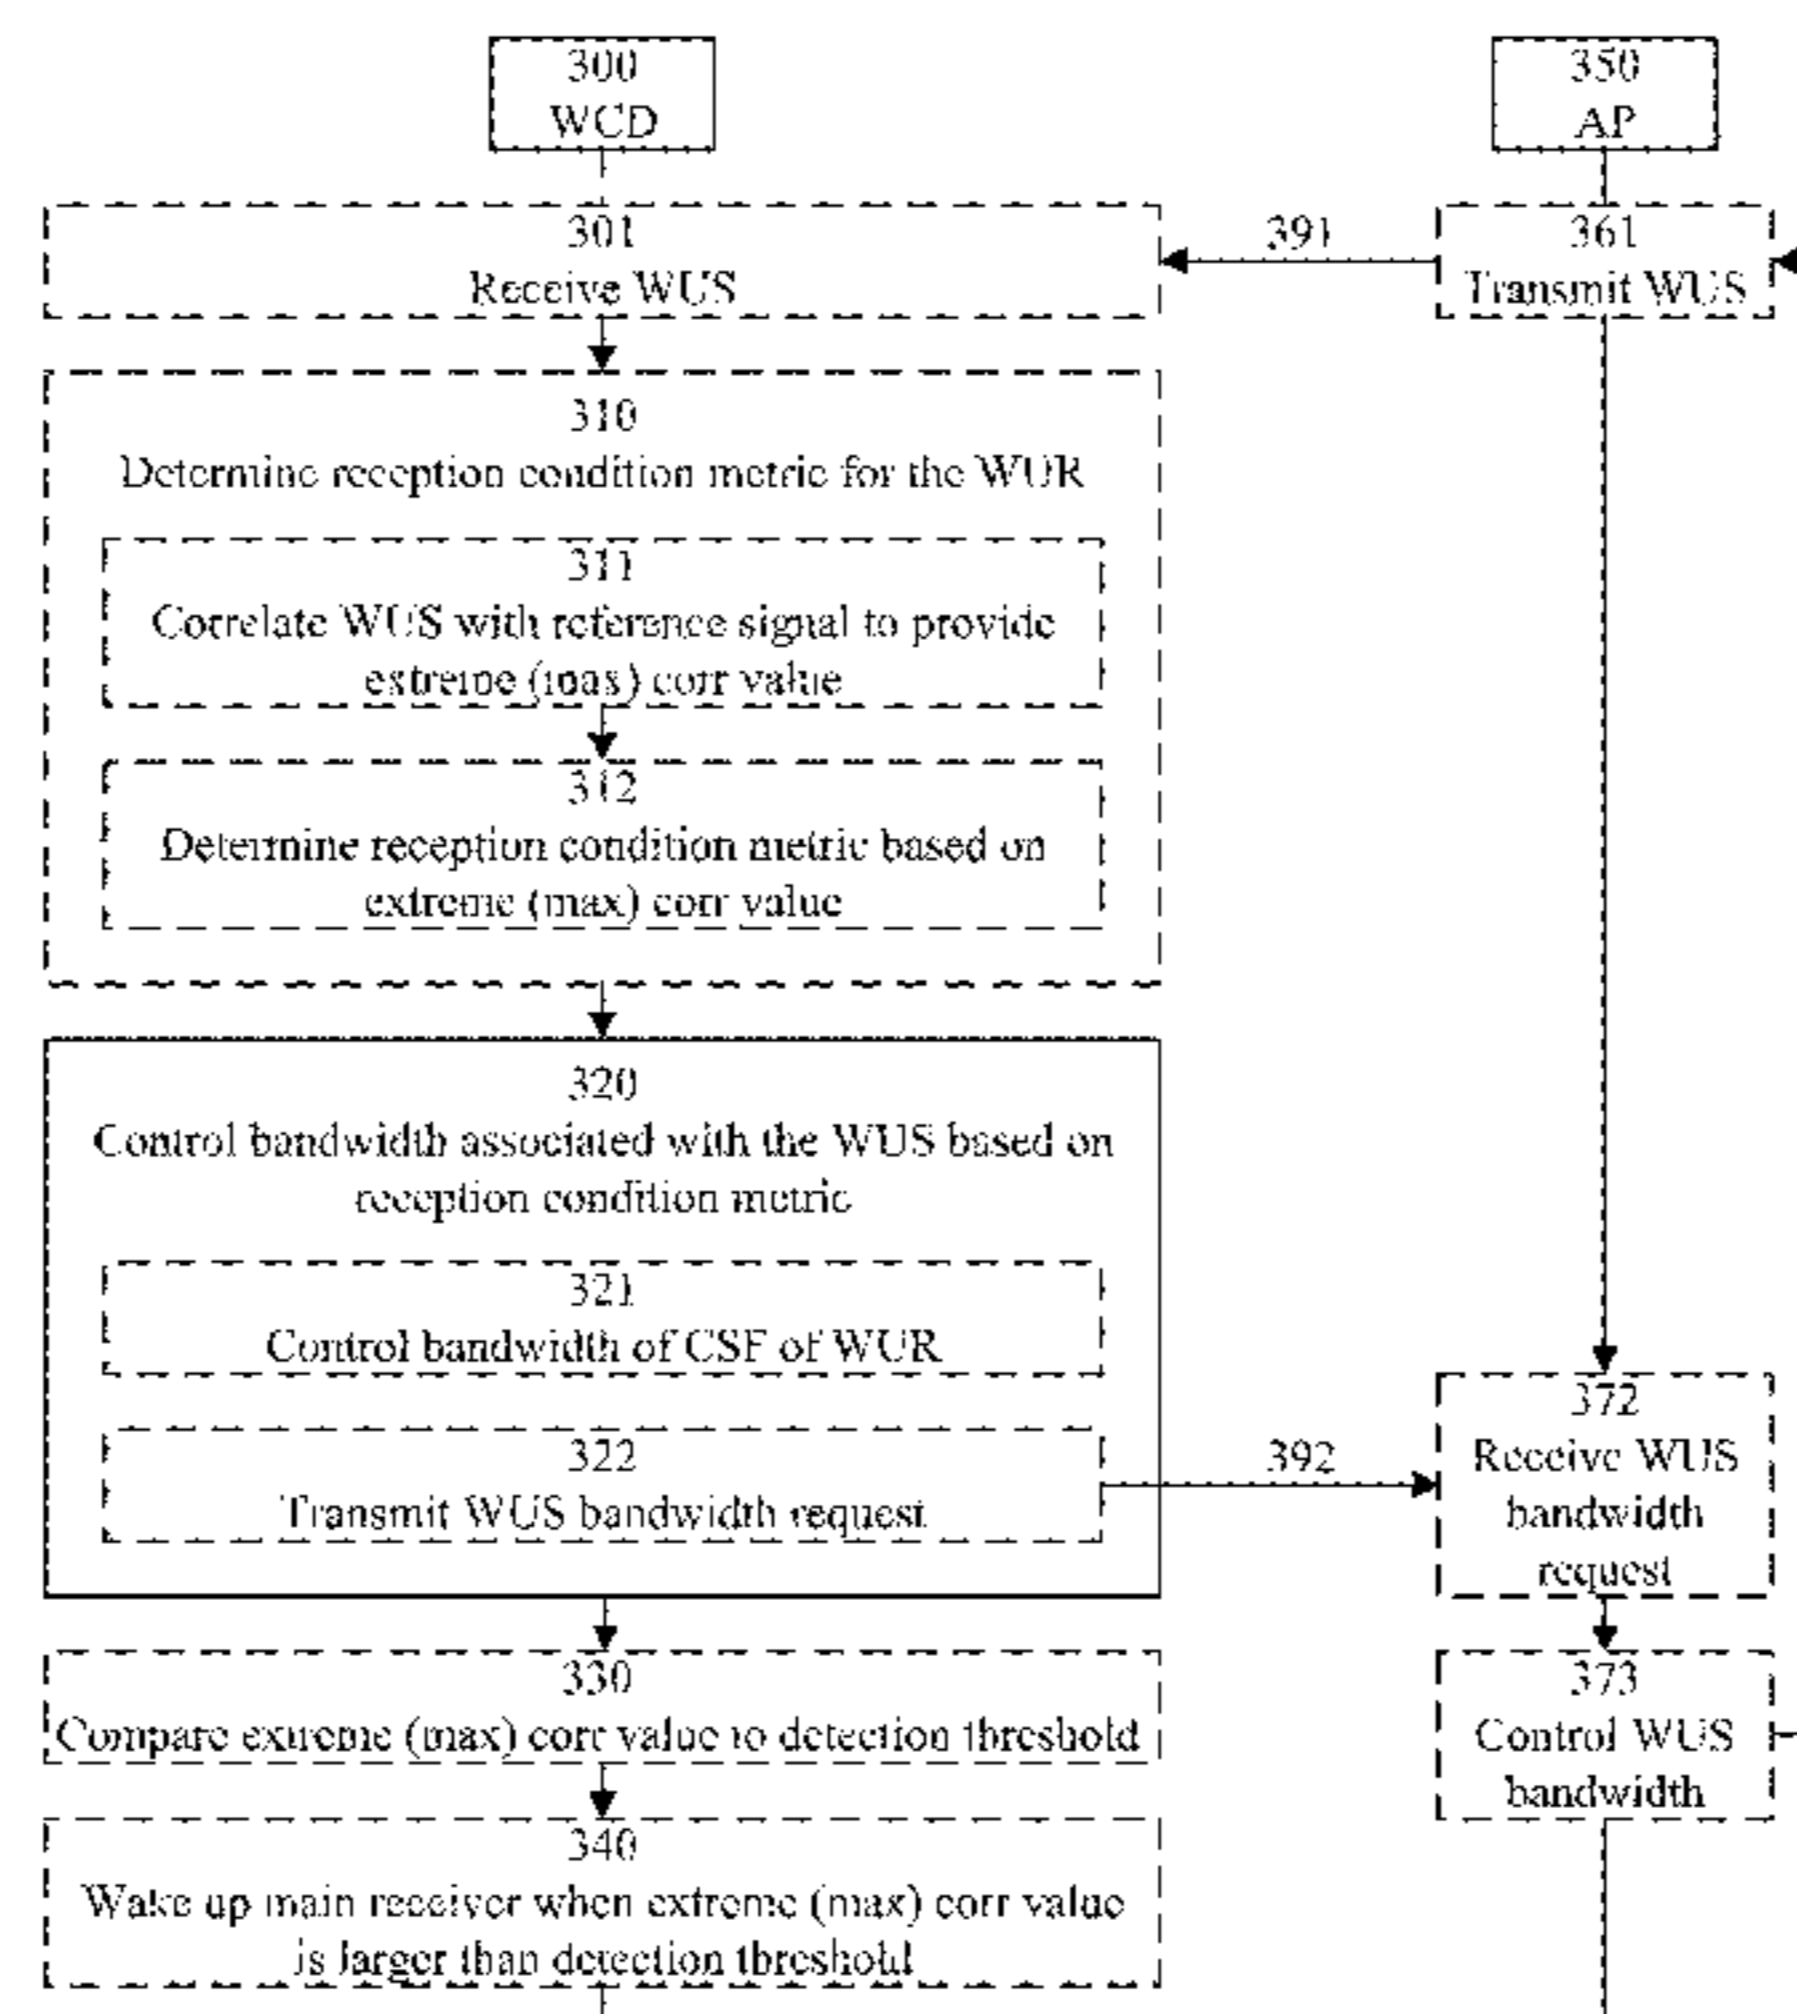 300
WCD
350
AP
301
Receive WUS
391
361
Transmit WUS
310
Determine reception condition metric for the WUR
311
Correlate WUS with reference signal to provide
extreme (max) corr value
312
Determine reception condition metric based on
extreme (max) corr value
320
Control bandwidth associated with the WUS based on
reception condition metric
321
Control bandwidth of CSF of WUR
322
Transmit WUS bandwidth request
392
372
Receive WUS
bandwidth
request
330
Compare extreme (max) corr value to detection threshold
373
Control WUS
bandwidth
340
Wake up main receiver when extreme (max) corr value
is larger than detection threshold